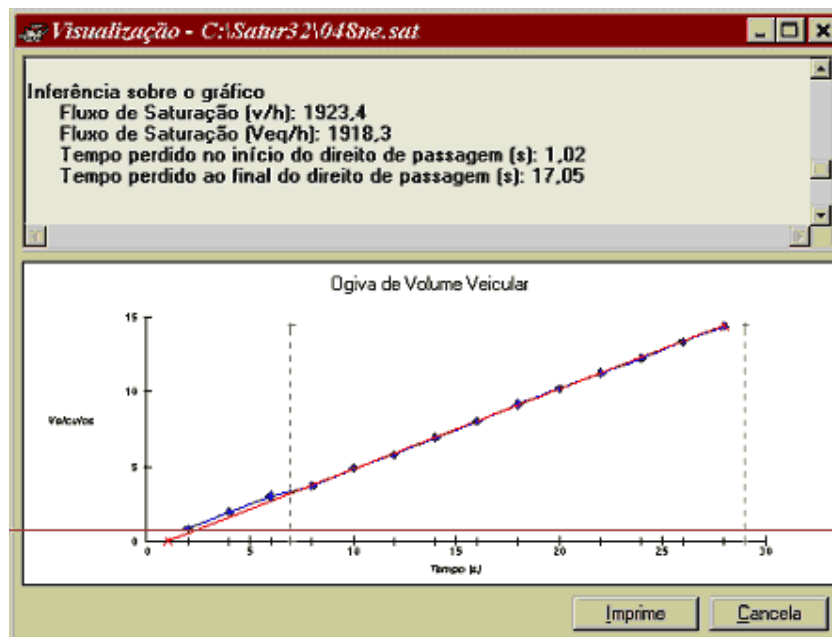 Visualização - C:\Satur32\048ne.sat
Inferência sobre o gráfico
Fluxo de Saturação (v/h): 1923,4
Fluxo de Saturação (Veq/h): 1918,3
Tempo perdido no início do direito de passagem (s): 1,02
Tempo perdido ao final do direito de passagem (s): 17,05
Ogiva de Volume Veicular
15
10
Veículos
5
0
0 5 10 15 20 25 30
Tempo (s)
Imprime Cancela